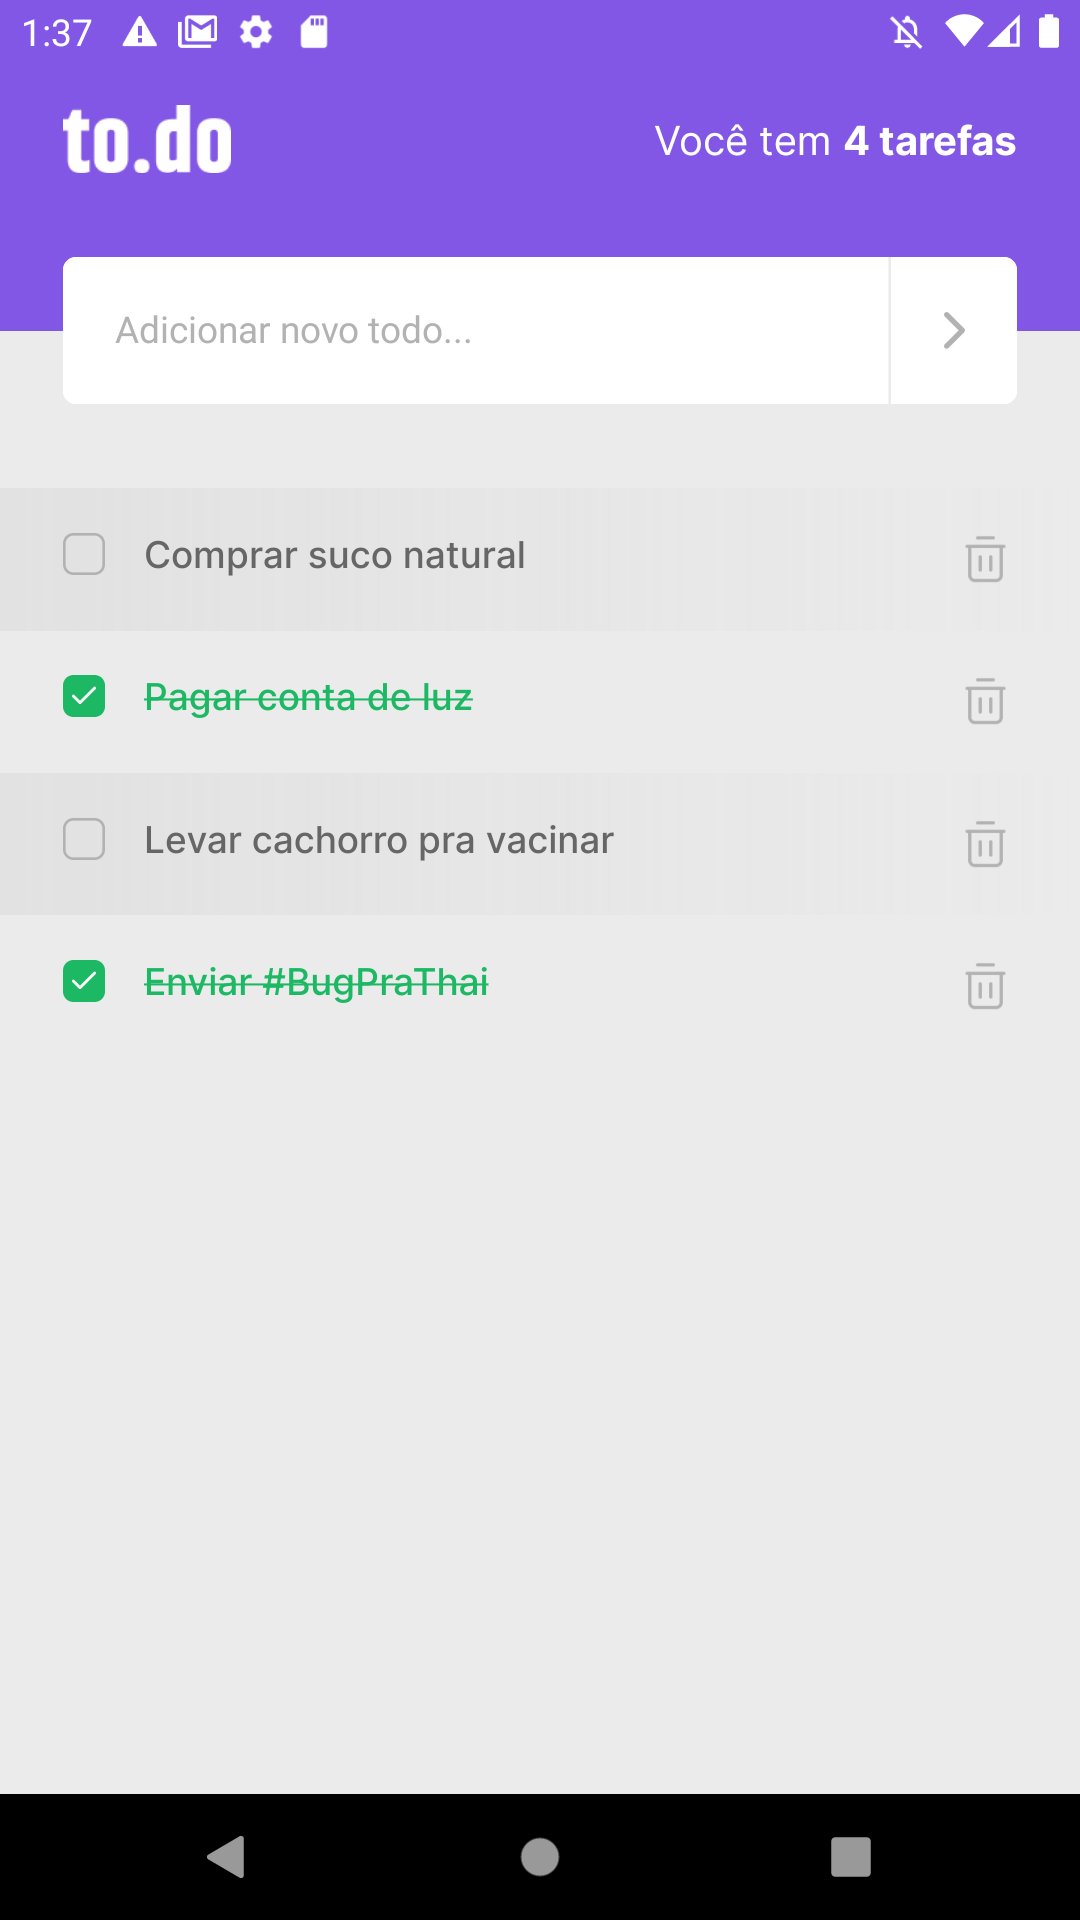 1:37
to.do
Você tem 4 tarefas
Adicionar novo todo...
Comprar suco natural
Pagar conta de luz
Levar cachorro pra vacinar
Enviar #BugPraThai